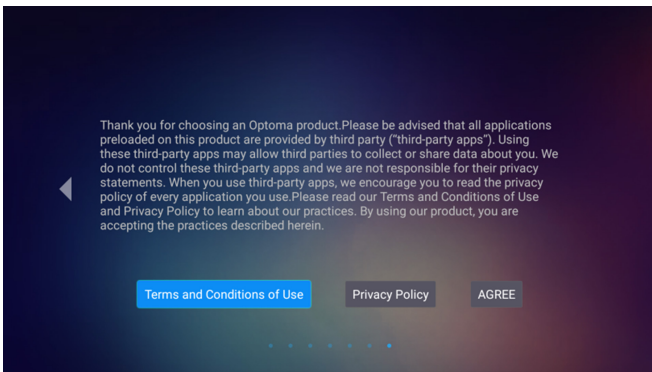 Thank you for choosing an Optoma product.Please be advised that all applications
preloaded on this product are provided by third party ("third-party apps"). Using
these third-party apps may allow third parties to collect or share data about you. We
do not control these third-party apps and we are not responsible for their privacy
statements. When you use third-party apps, we encourage you to read the privacy
policy of every application you use.Please read our Terms and Conditions of Use
and Privacy Policy to learn about our practices. By using our product, you are
accepting the practices described herein.
Terms and Conditions of Use Privacy Policy AGREE